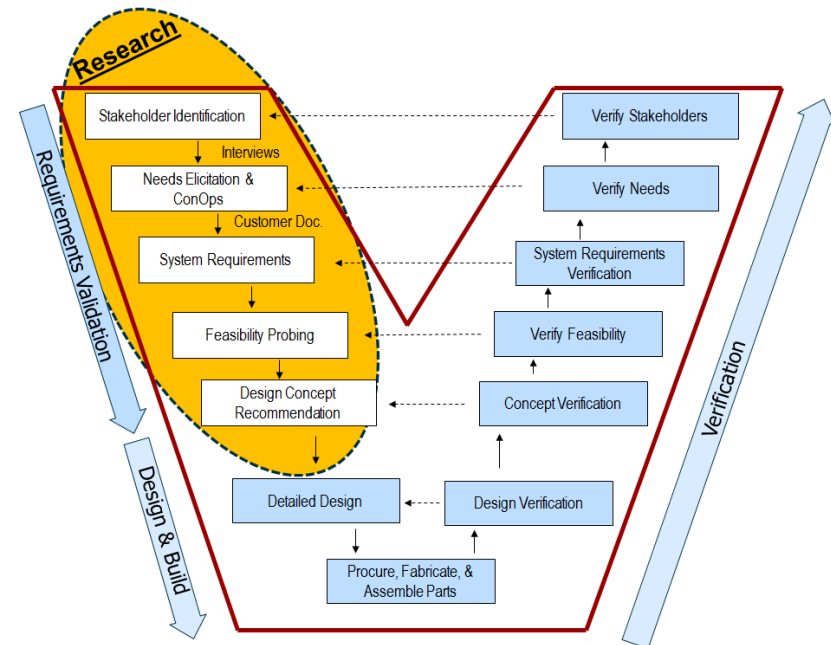 Research
Stakeholder Identification
Verify Stakeholders
Interviews
Needs Elicitation &
ConOps
Verify Needs
Customer Doc.
System Requirements
System Requirements
Verification
Feasibility Probing
Verify Feasibility
Design Concept
Recommendation
Concept Verification
Detailed Design
Design Verification
Procure, Fabricate, &
Assemble Parts
Requirements Validation
Design & Build
Verification